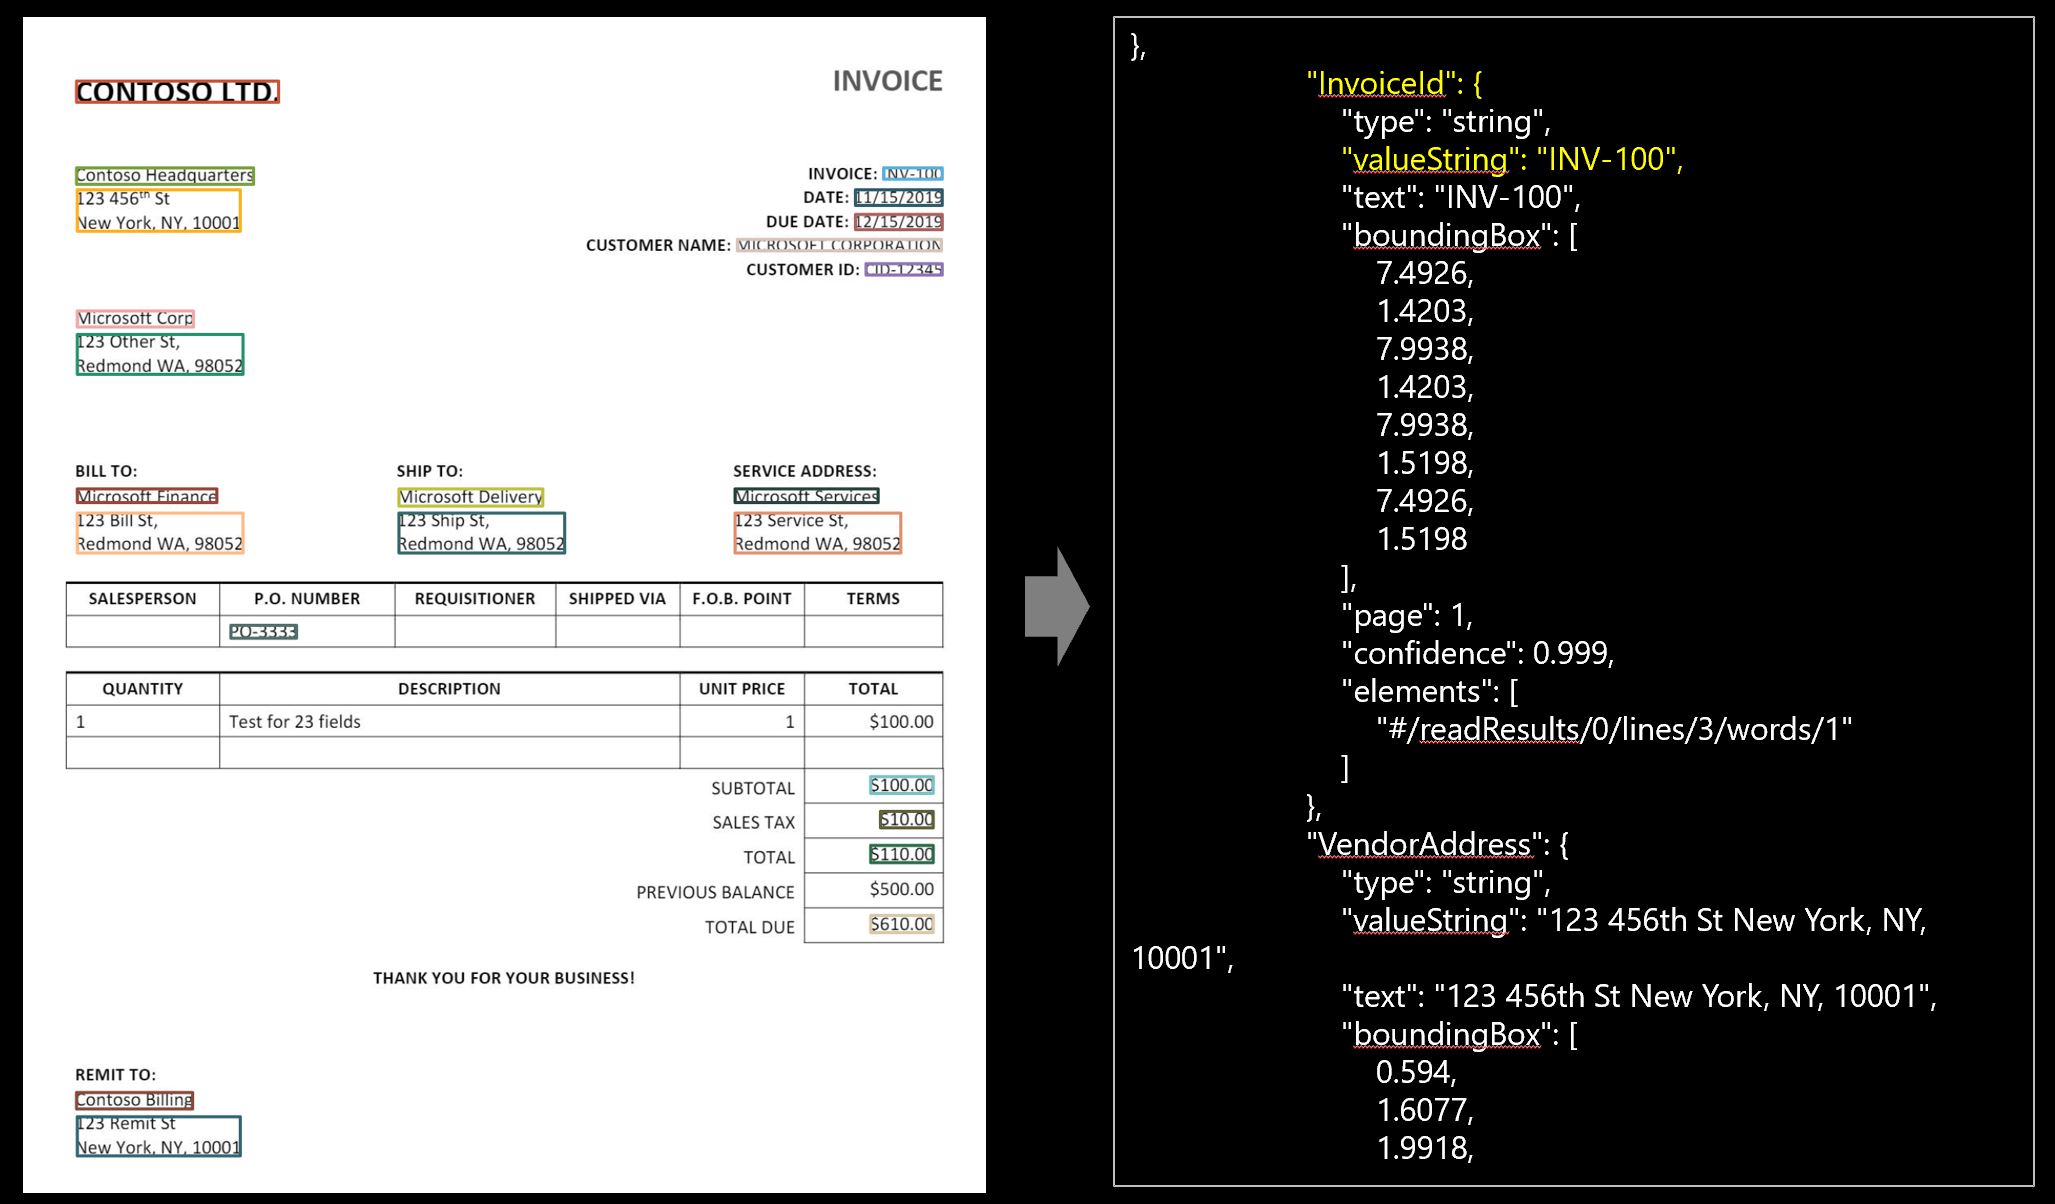 CONTOSO LTD.
INVOICE
Contoso Headquarters
123 456th St
New York, NY, 10001
INVOICE: INV-100
DATE: 11/15/2019
DUE DATE: 12/15/2019
CUSTOMER NAME: MICROSOFT CORPORATION
CUSTOMER ID: CID-12345
Microsoft Corp
123 Other St,
Redmond WA, 98052
BILL TO:
Microsoft Finance
123 Bill St,
Redmond WA, 98052
SHIP TO:
Microsoft Delivery
123 Ship St,
Redmond WA, 98052
SERVICE ADDRESS:
Microsoft Services
123 Service St,
Redmond WA, 98052
SALESPERSON P.O. NUMBER REQUISITIONER SHIPPED VIA F.O.B. POINT TERMS
PO-3333
QUANTITY DESCRIPTION UNIT PRICE TOTAL
1 Test for 23 fields 1 $100.00
SUBTOTAL $100.00
SALES TAX $10.00
TOTAL $110.00
PREVIOUS BALANCE $500.00
TOTAL DUE $610.00
THANK YOU FOR YOUR BUSINESS!
REMIT TO:
Contoso Billing
123 Remit St
New York, NY, 10001
},
"InvoiceId": {
"type": "string",
"valueString": "INV-100",
"text": "INV-100",
"boundingBox": [
7.4926,
1.4203,
7.9938,
1.4203,
7.9938,
1.5198,
7.4926,
1.5198
],
"page": 1,
"confidence": 0.999,
"elements": [
"#/readResults/0/lines/3/words/1"
]
},
"VendorAddress": {
"type": "string",
"valueString": "123 456th St New York, NY,
10001",
"text": "123 456th St New York, NY, 10001",
"boundingBox": [
0.594,
1.6077,
1.9918,